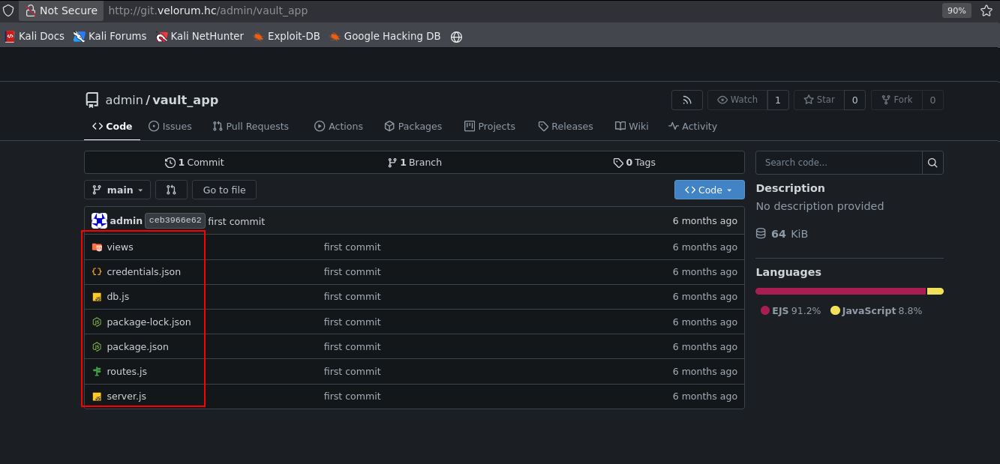 Not Secure http://git.velorum.hc/admin/vault_app 90%
Kali Docs Kali Forums Kali NetHunter Exploit-DB Google Hacking DB
admin/vault_app Watch 1 Star 0 Fork 0
Code Issues Pull Requests Actions Packages Projects Releases Wiki Activity
1 Commit 1 Branch 0 Tags
Search code...
main Go to file Code
Description
No description provided
admin ceb3966e62 first commit 6 months ago
64 KiB
views first commit 6 months ago
credentials.json first commit 6 months ago
Languages
db.js first commit 6 months ago
EJS 91.2% JavaScript 8.8%
package-lock.json first commit 6 months ago
package.json first commit 6 months ago
routes.js first commit 6 months ago
server.js first commit 6 months ago